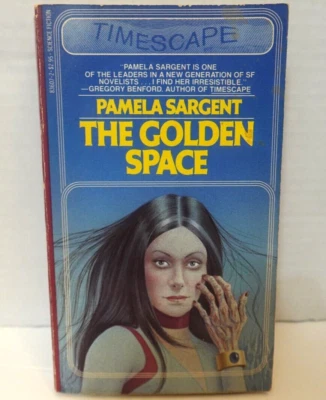 TIMESCAPE
"PAMELA SARGENT IS ONE
OF THE LEADERS IN A NEW GENERATION OF SF
NOVELISTS . . . I FIND HER IRRESISTIBLE."
—GREGORY BENFORD, AUTHOR OF TIMESCAPE
PAMELA SARGENT
THE GOLDEN
SPACE